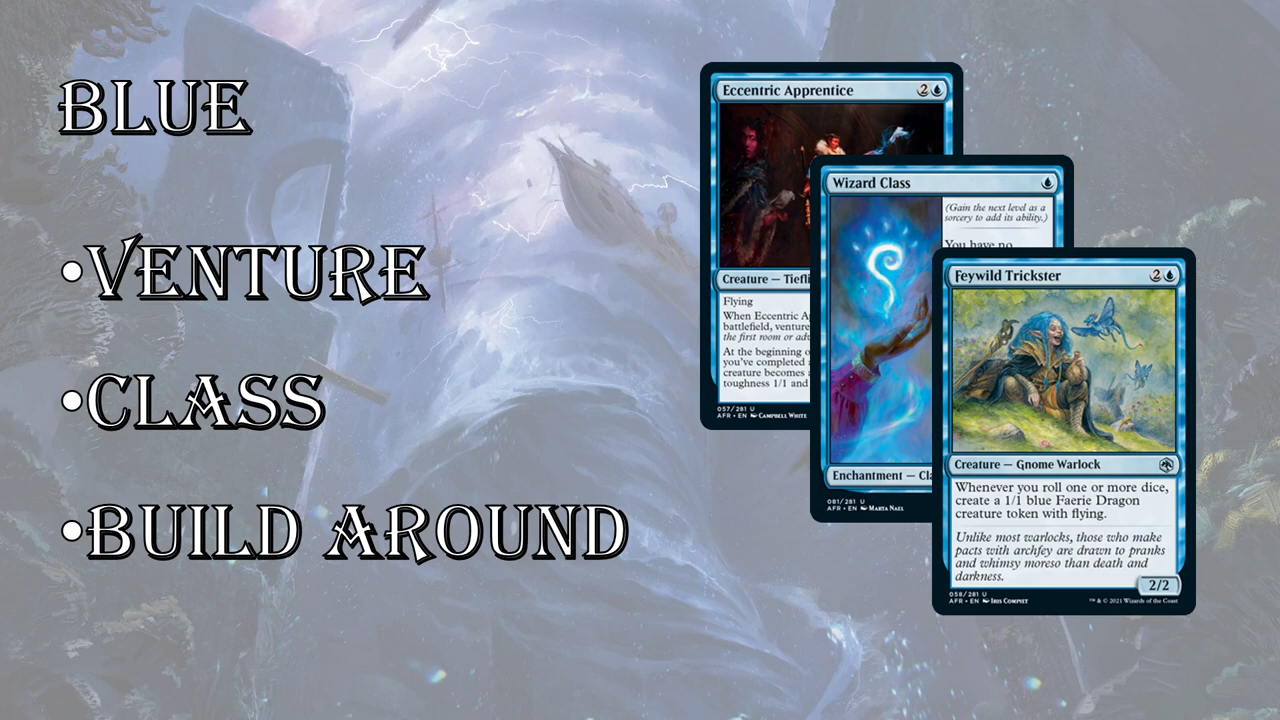 BLUE
•VENTURE
•CLASS
•BUILD AROUND
Eccentric Apprentice 2
Creature — Tiefli
Flying
When Eccentric A
battlefield, venture
the first room or adv
At the beginning o
you've completed
creature becomes
toughness 1/1 and
057/281 U
AFR • EN CAMPBELL WHITE
Wizard Class
(Gain the next level as a
sorcery to add its ability.)
You have no
Enchantment — Cla
081/281 U
AFR • EN MARTA NAEL
Feywild Trickster 2
Creature — Gnome Warlock
Whenever you roll one or more dice,
create a 1/1 blue Faerie Dragon
creature token with flying.
Unlike most warlocks, those who make
pacts with archfey are drawn to pranks
and whimsy moreso than death and
darkness.
2/2
058/281 U
AFR • EN IRIS COMPIET
™ & © 2021 Wizards of the Coast